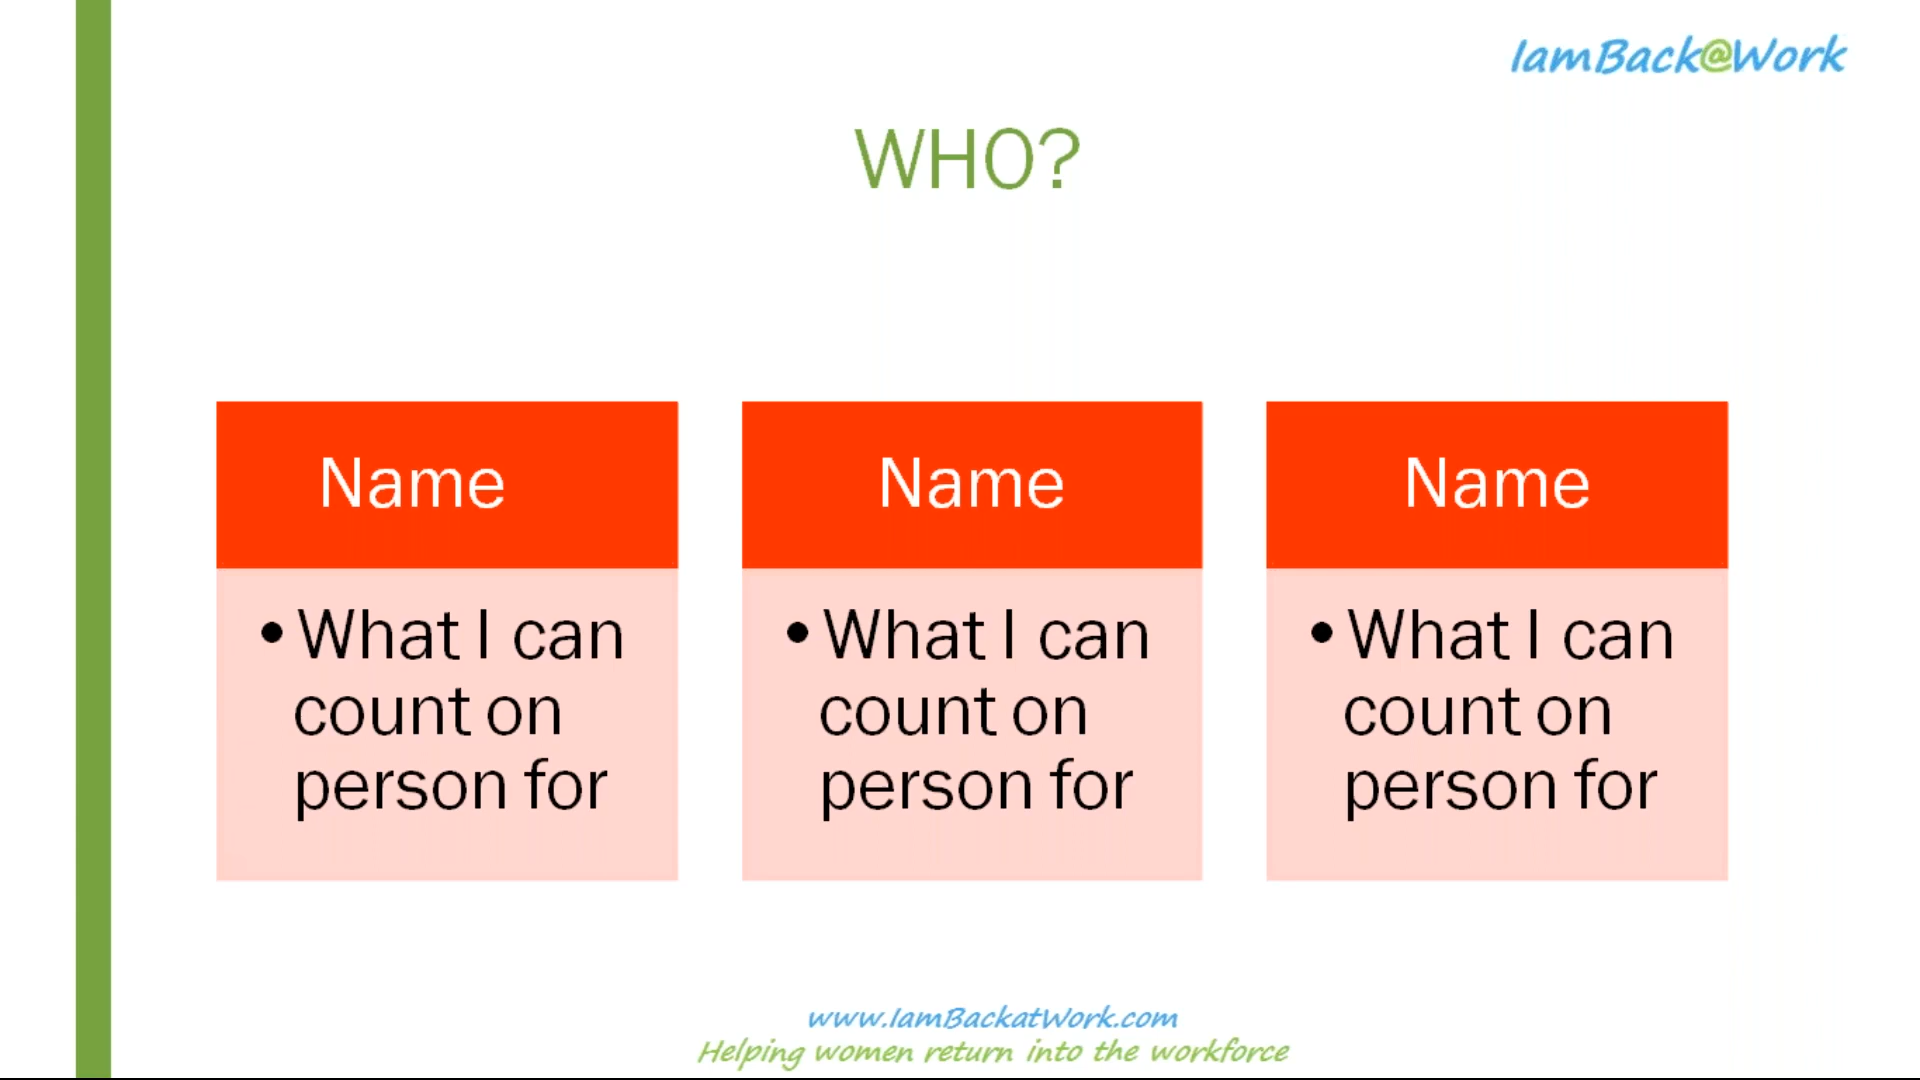 IamBack@Work
WHO?
Name
• What I can
count on
person for
Name
• What I can
count on
person for
Name
• What I can
count on
person for
www.IamBackatWork.com
Helping women return into the workforce